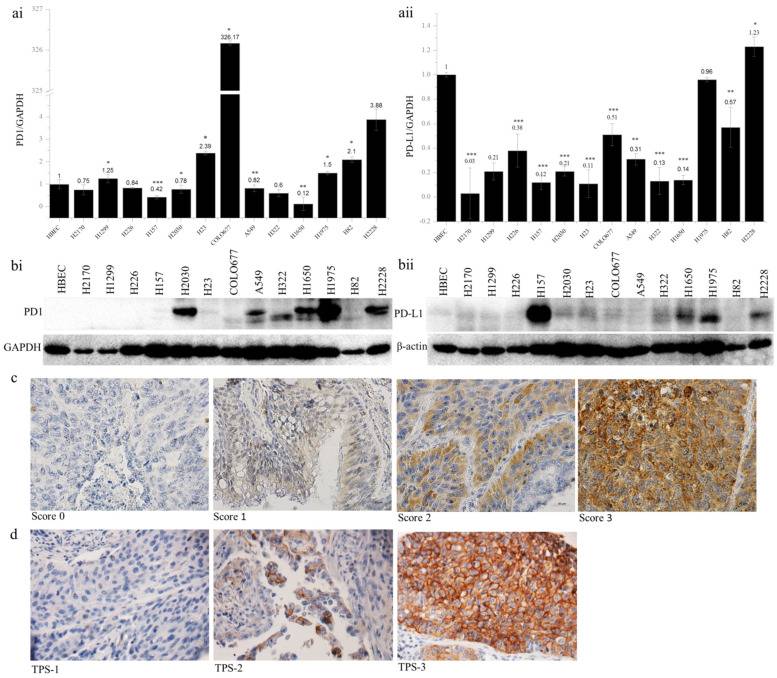 ai
aii
327
326
325
4
3
2
1
0
PD1/GAPDH
1
0.75
1.25
0.84
0.42
0.78
2.39
326.17
0.82
0.6
0.12
1.5
2.1
3.88
*
***
*
*
*
**
**
*
*
HBEC
H2170
H1299
H226
H157
H2030
H23
COLO677
A549
H322
H1650
H1975
H82
H2228
1.4
1.2
1.0
0.8
0.6
0.4
0.2
0.0
-0.2
PD-L1/GAPDH
1
0.03
0.21
0.38
0.12
0.21
0.11
0.51
0.31
0.13
0.14
0.96
0.57
1.23
***
***
***
***
***
***
**
***
***
**
*
HBEC
H2170
H1299
H226
H157
H2030
H23
COLO677
A549
H322
H1650
H1975
H82
H2228
bi
HBEC
H2170
H1299
H226
H157
H2030
H23
COLO677
A549
H322
H1650
H1975
H82
H2228
PD1
GAPDH
bii
HBEC
H2170
H1299
H226
H157
H2030
H23
COLO677
A549
H322
H1650
H1975
H82
H2228
PD-L1
β-actin
c
Score 0
Score 1
Score 2
Score 3
d
TPS-1
TPS-2
TPS-3